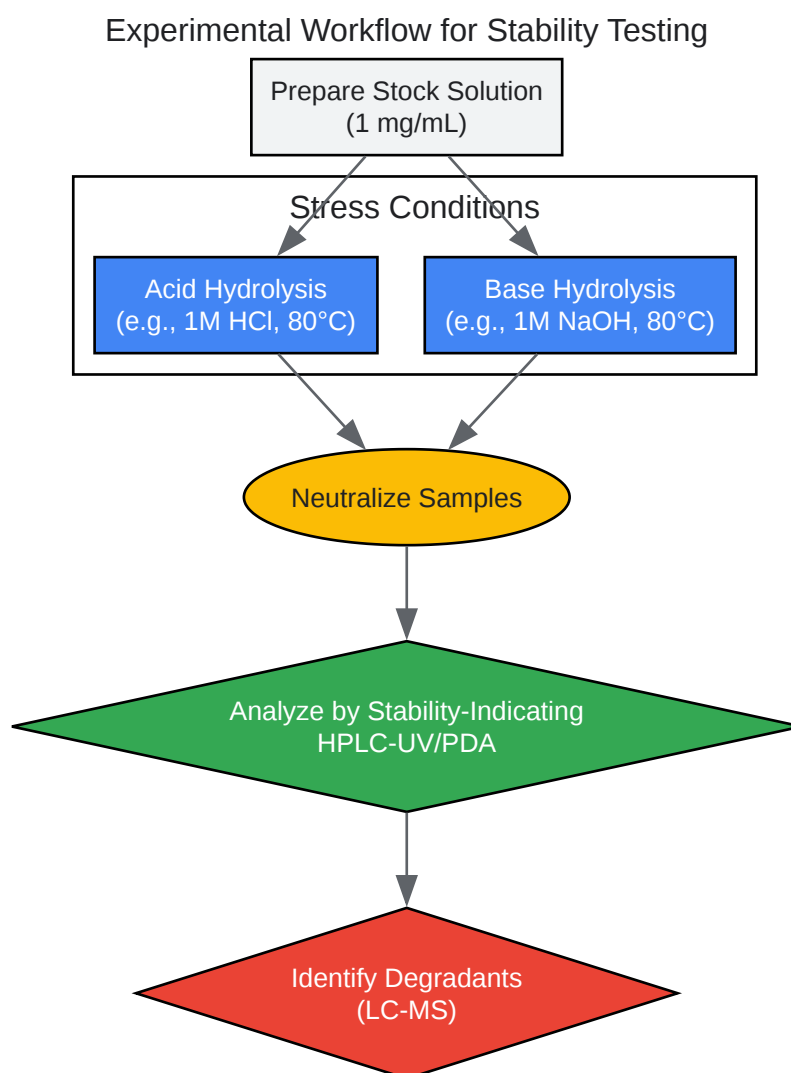 Experimental Workflow for Stability Testing
Prepare Stock Solution
(1 mg/mL)
Stress Conditions
Acid Hydrolysis
(e.g., 1M HCl, 80°C)
Base Hydrolysis
(e.g., 1M NaOH, 80°C)
Neutralize Samples
Analyze by Stability-Indicating
HPLC-UV/PDA
Identify Degradants
(LC-MS)